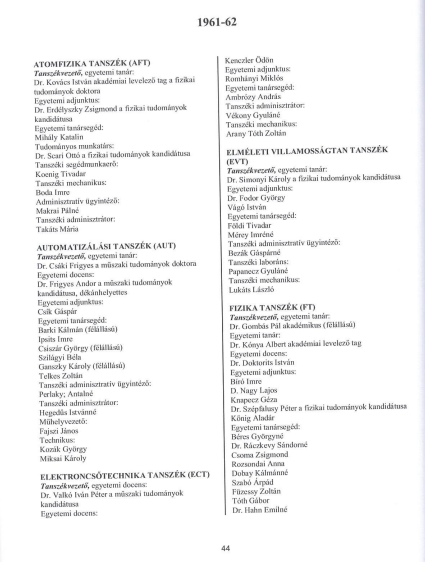 1961-62
ATOMFIZIKA TANSZÉK (AFT)
Tanszékvezető, egyetemi tanár:
Dr. Kovács István akadémiai levelező tag a fizikai
tudományok doktora
Egyetemi adjunktus:
Dr. Erdélyszky Zsigmond a fizikai tudományok
kandidátusa
Egyetemi tanársegéd:
Mihály Katalin
Tudományos munkatárs:
Dr. Scari Ottó a fizikai tudományok kandidátusa
Tanszéki segédmunkaerő:
Koenig Tivadar
Tanszéki mechanikus:
Boda Imre
Adminisztratív ügyintéző:
Makrai Pálné
Tanszéki adminisztrátor:
Takáts Mária
AUTOMATIZÁLÁSI TANSZÉK (AUT)
Tanszékvezető, egyetemi tanár:
Dr. Csáki Frigyes a műszaki tudományok doktora
Egyetemi docens:
Dr. Frigyes Andor a műszaki tudományok
kandidátusa, dékánhelyettes
Egyetemi adjunktus:
Csík Gáspár
Egyetemi tanársegéd:
Barki Kálmán (félállású)
Ipsits Imre
Csiszár György (félállású)
Szilágyi Béla
Ganszky Károly (félállású)
Telkes Zoltán
Tanszéki adminisztratív ügyintéző:
Perlaky; Antalné
Tanszéki adminisztrátor:
Hegedűs Istvánné
Műhelyvezető:
Fajszi János
Technikus:
Kozák György
Miksai Károly
ELEKTRONCSŐTECHNIKA TANSZÉK (ECT)
Tanszékvezető, egyetemi docens:
Dr. Valkó Iván Péter a műszaki tudományok
kandidátusa
Egyetemi docens:
Kenczler Ödön
Egyetemi adjunktus:
Romhányi Miklós
Egyetemi tanársegéd:
Ambrózy András
Tanszéki adminisztrátor:
Vékony Gyuláné
Tanszéki mechanikus:
Arany Tóth Zoltán
ELMÉLETI VILLAMOSSÁGTAN TANSZÉK
(EVT)
Tanszékvezető, egyetemi tanár:
Dr. Simonyi Károly a fizikai tudományok kandidátusa
Egyetemi adjunktus:
Dr. Fodor György
Vágó István
Egyetemi tanársegéd:
Földi Tivadar
Mérey Imréné
Tanszéki adminisztratív ügyintéző:
Bezák Gáspárné
Tanszéki laboráns:
Papanecz Gyuláné
Tanszéki mechanikus:
Lukáts László
FIZIKA TANSZÉK (FT)
Tanszékvezető, egyetemi tanár:
Dr. Gombás Pál akadémikus (félállású)
Egyetemi tanár:
Dr. Kónya Albert akadémiai levelező tag
Egyetemi docens:
Dr. Doktorits István
Egyetemi adjunktus:
Bíró Imre
D. Nagy Lajos
Knapecz Géza
Dr. Szépfalusy Péter a fizikai tudományok kandidátusa
Kőnig Aladár
Egyetemi tanársegéd:
Béres Györgyné
Dr. Ráczkevy Sándorné
Csoma Zsigmond
Rozsondai Anna
Dobay Kálmánné
Szabó Árpád
Füzessy Zoltán
Tóth Gábor
Dr. Hahn Emilné
44